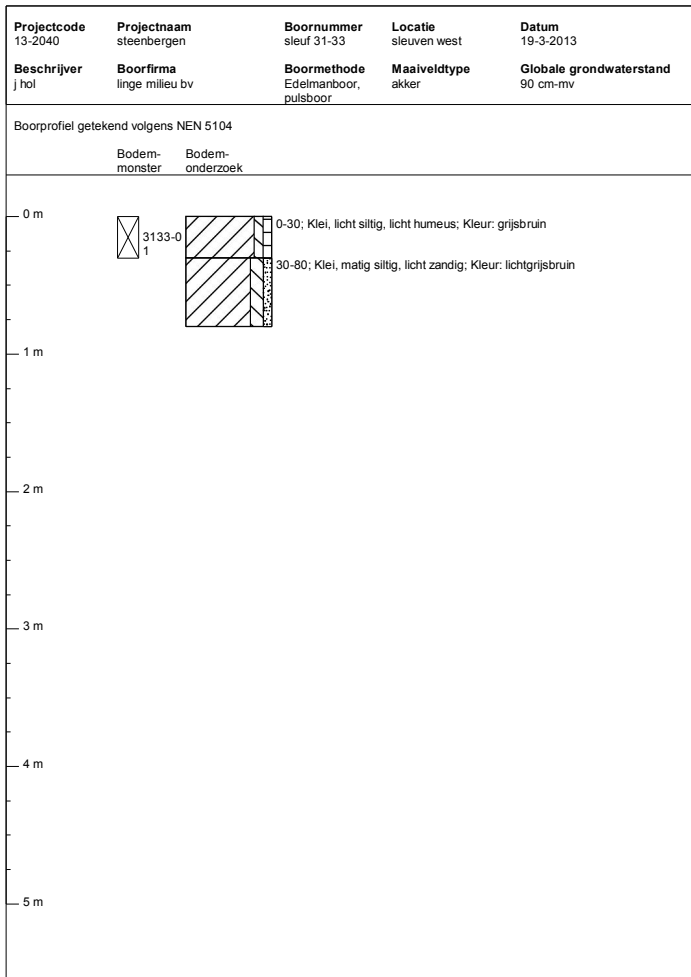 Projectcode Projectnaam Boornummer Locatie Datum
13-2040 steenbergen sleuf 31-33 sleuven west 19-3-2013
Beschrijver Boorfirma Boormethode Maaiveldtype Globale grondwaterstand
j hol linge milieu bv Edelmanboor, akker 90 cm-mv
pulsboor
Boorprofiel getekend volgens NEN 5104
Bodem- Bodem-
monster onderzoek
0 m
0-30; Klei, licht siltig, licht humeus; Kleur: grijsbruin
3133-0
1
30-80; Klei, matig siltig, licht zandig; Kleur: lichtgrijsbruin
1 m
2 m
3 m
4 m
5 m